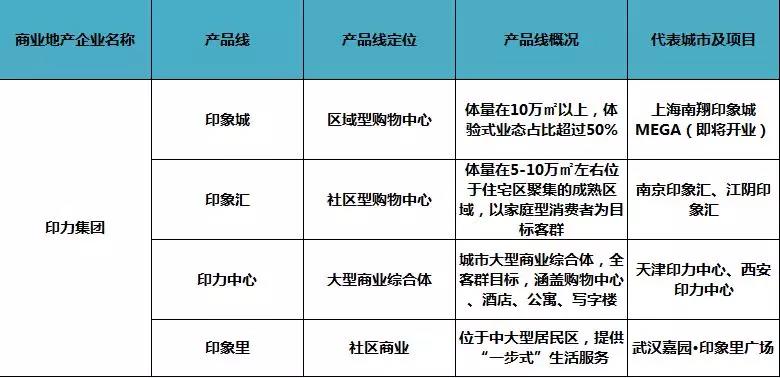 商业地产企业名称
产品线
产品线定位
产品线概况
代表城市及项目
印力集团
印象城
区域型购物中心
体量在10万㎡以上，体
验式业态占比超过50%
上海南翔印象城
MEGA（即将开业）
印象汇
社区型购物中心
体量在5-10万㎡左右位
于住宅区聚集的成熟区
域，以家庭型消费者为目
标客群
南京印象汇、江阴印
象汇
印力中心
大型商业综合体
城市大型商业综合体，全
客群目标，涵盖购物中心
、酒店、公寓、写字楼
天津印力中心、西安
印力中心
印象里
社区商业
位于中大型居民区，提供
“一步式”生活服务
武汉嘉园·印象里广场